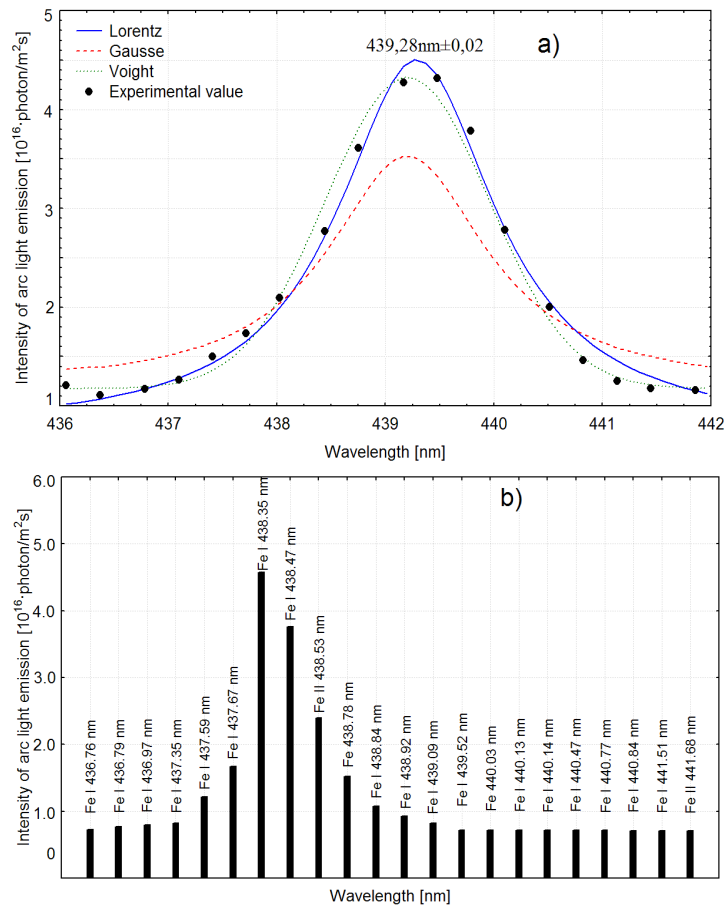 5
4
3
2
1
Intensity of arc light emission [10¹⁶·photon/m²s]
Lorentz
Gausse
Voight
Experimental value
439,28nm±0,02
a)
436 437 438 439 440 441 442
Wavelength [nm]
b)
6.0
5.0
4.0
3.0
2.0
1.0
0
Intensity of arc light emission [10¹⁶·photon/m²s]
Fe I 436.76 nm
Fe I 436.79 nm
Fe I 436.97 nm
Fe I 437.35 nm
Fe I 437.59 nm
Fe I 437.67 nm
Fe I 438.35 nm
Fe I 438.47 nm
Fe II 438.53 nm
Fe 438.78 nm
Fe I 438.84 nm
Fe I 438.92 nm
Fe I 439.09 nm
Fe I 439.52 nm
Fe 440.03 nm
Fe I 440.13 nm
Fe I 440.14 nm
Fe I 440.47 nm
Fe I 440.77 nm
Fe I 440.84 nm
Fe I 441.51 nm
Fe II 441.68 nm
Wavelength [nm]